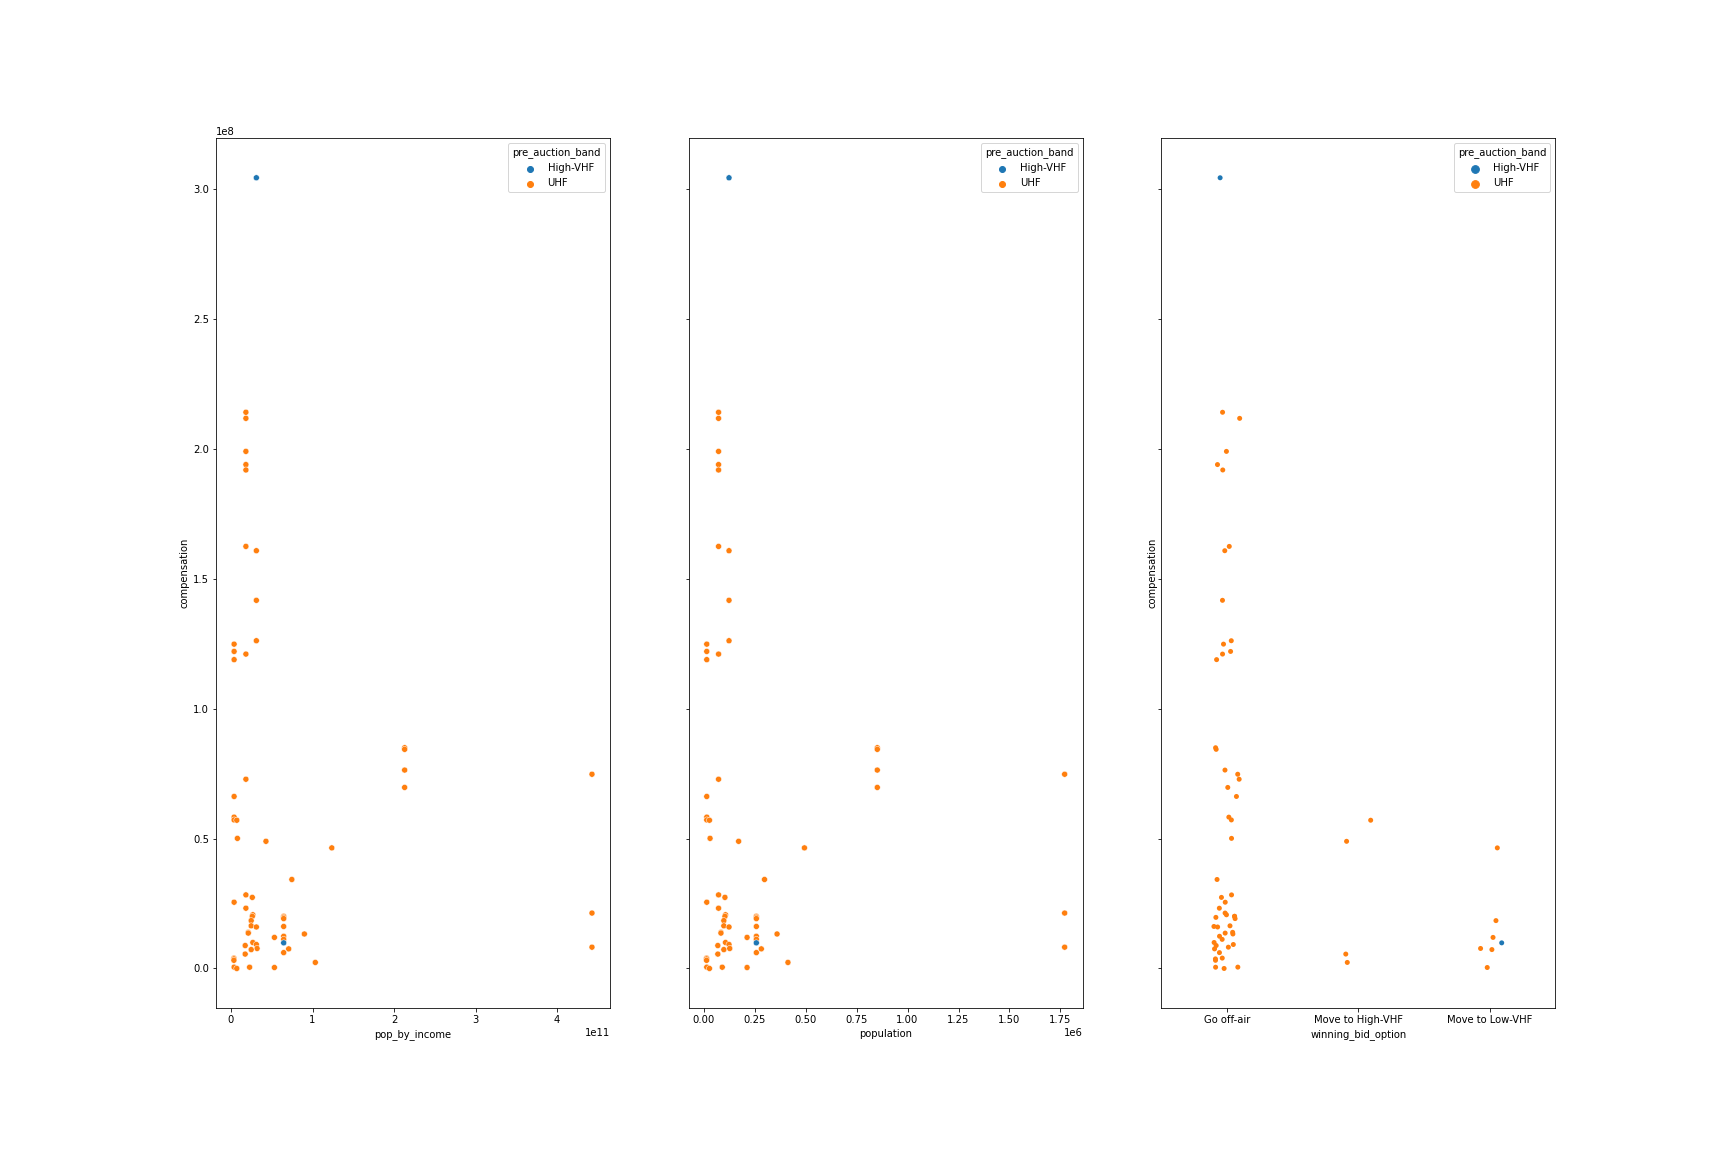 1e8
pre_auction_band
High-VHF
UHF
3.0
2.5
2.0
1.5
1.0
0.5
0.0
compensation
0 1 2 3 4
1e11
pop_by_income
pre_auction_band
High-VHF
UHF
0.00 0.25 0.50 0.75 1.00 1.25 1.50 1.75
1e6
population
pre_auction_band
High-VHF
UHF
compensation
Go off-air Move to High-VHF Move to Low-VHF
winning_bid_option